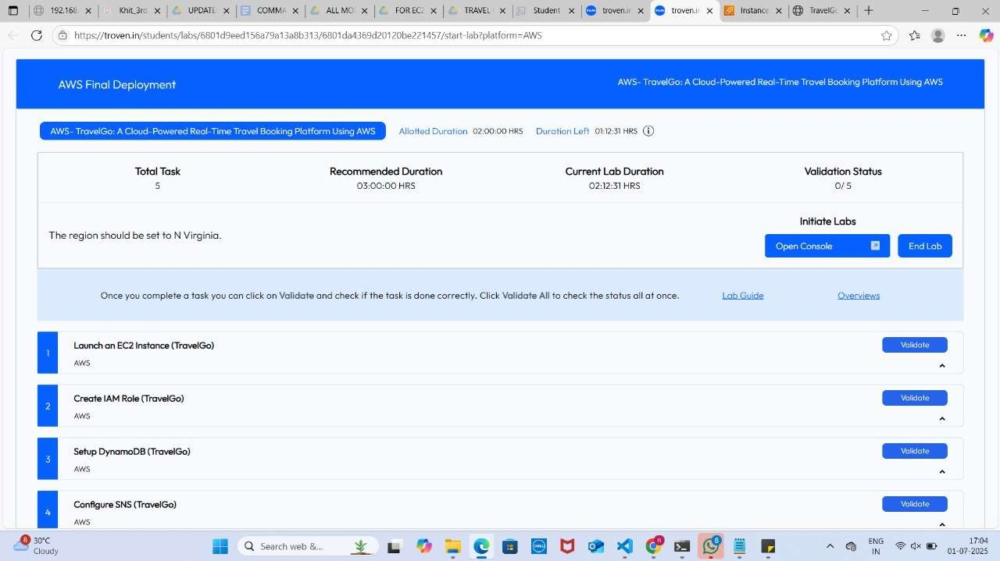 192.168
Khit_3rd
UPDATE
COMMA
ALL MO
FOR EC2
TRAVEL
Student
troven.in
troven.in
Instance
TravelGo
https://troven.in/students/labs/6801d9eed156a79a13a8b313/6801da4369d20120be221457/start-lab?platform=AWS
AWS Final Deployment
AWS- TravelGo: A Cloud-Powered Real-Time Travel Booking Platform Using AWS
AWS- TravelGo: A Cloud-Powered Real-Time Travel Booking Platform Using AWS Allotted Duration 02:00:00 HRS Duration Left 01:12:31 HRS
Total Task Recommended Duration Current Lab Duration Validation Status
5 03:00:00 HRS 02:12:31 HRS 0/ 5
The region should be set to N Virginia.
Initiate Labs
Open Console End Lab
Once you complete a task you can click on Validate and check if the task is done correctly. Click Validate All to check the status all at once. Lab Guide Overviews
1 Launch an EC2 Instance (TravelGo) Validate
AWS
2 Create IAM Role (TravelGo) Validate
AWS
3 Setup DynamoDB (TravelGo) Validate
AWS
4 Configure SNS (TravelGo) Validate
AWS
8 30°C
Cloudy
Search web &...
DELL
R
8
ENG
IN
17:04
01-07-2025